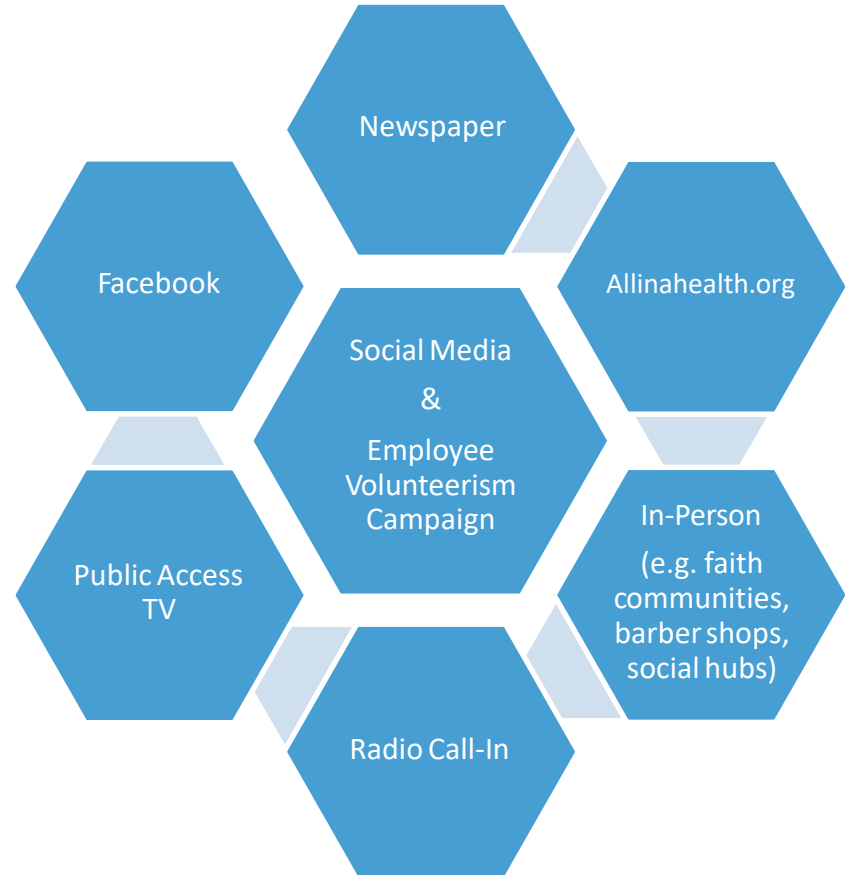 Newspaper
Facebook
Allinahealth.org
Social Media
&
Employee
Volunteerism
Campaign
In-Person
(e.g. faith
communities,
barber shops,
social hubs)
Public Access
TV
Radio Call-In